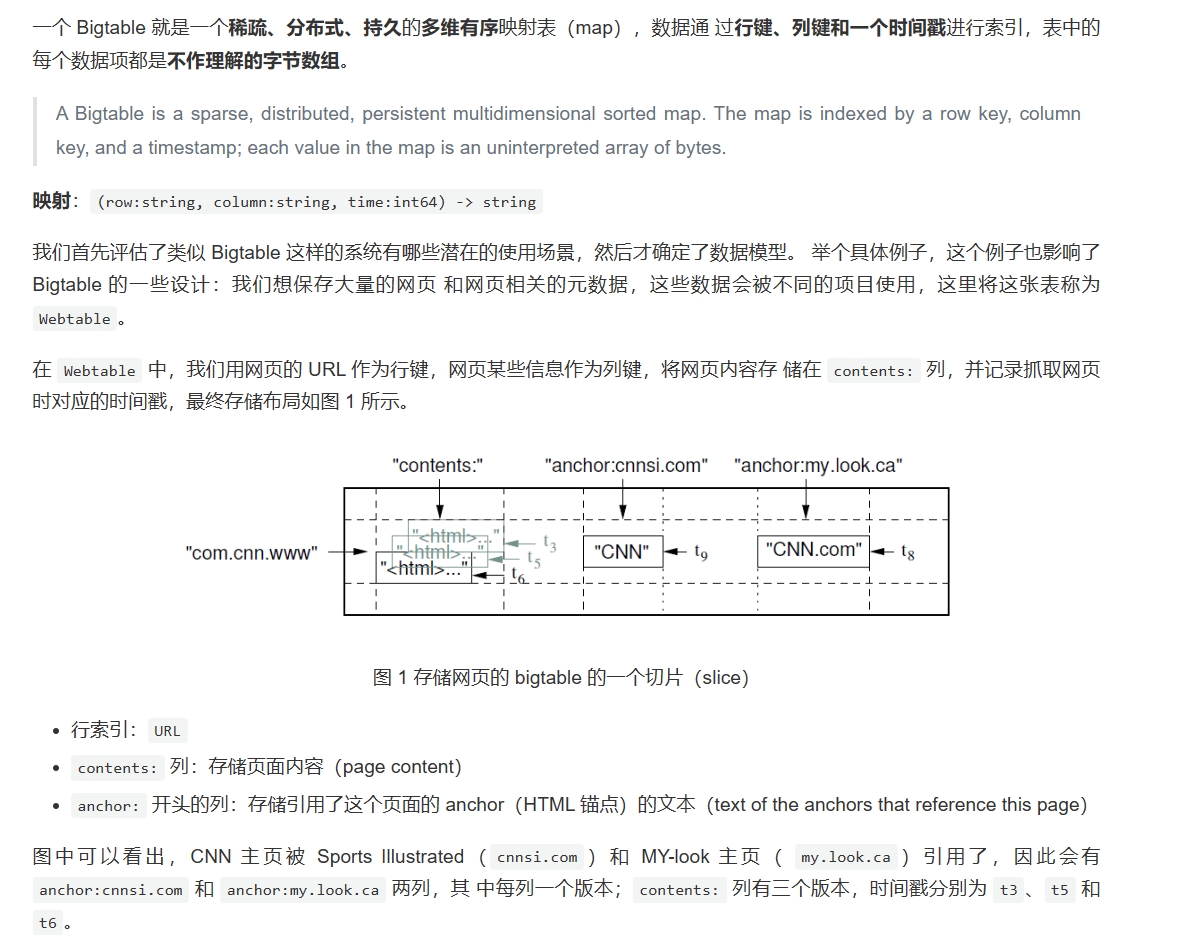 一个 Bigtable 就是一个稀疏、分布式、持久的多维有序映射表（map），数据通 过行键、列键和一个时间戳进行索引，表中的
每个数据项都是不作理解的字节数组。
A Bigtable is a sparse, distributed, persistent multidimensional sorted map. The map is indexed by a row key, column
key, and a timestamp; each value in the map is an uninterpreted array of bytes.
映射： (row:string, column:string, time:int64) -> string
我们首先评估了类似 Bigtable 这样的系统有哪些潜在的使用场景，然后才确定了数据模型。 举个具体例子，这个例子也影响了
Bigtable 的一些设计：我们想保存大量的网页 和网页相关的元数据，这些数据会被不同的项目使用，这里将这张表称为
Webtable 。
在 Webtable 中，我们用网页的 URL 作为行键，网页某些信息作为列键，将网页内容存 储在 contents: 列，并记录抓取网页
时对应的时间戳，最终存储布局如图 1 所示。
"contents:" "anchor:cnnsi.com" "anchor:my.look.ca"
"com.cnn.www"
"<html>..." t3
"<html>..." t5
"<html>..." t6
"CNN" t9
"CNN.com" t8
图 1 存储网页的 bigtable 的一个切片（slice）
• 行索引： URL
• contents: 列：存储页面内容（page content）
• anchor: 开头的列：存储引用了这个页面的 anchor（HTML 锚点）的文本（text of the anchors that reference this page）
图中可以看出，CNN 主页被 Sports Illustrated（ cnnsi.com ）和 MY-look 主页（ my.look.ca ）引用了，因此会有
anchor:cnnsi.com 和 anchor:my.look.ca 两列，其 中每列一个版本； contents: 列有三个版本，时间戳分别为 t3 、 t5 和
t6 。